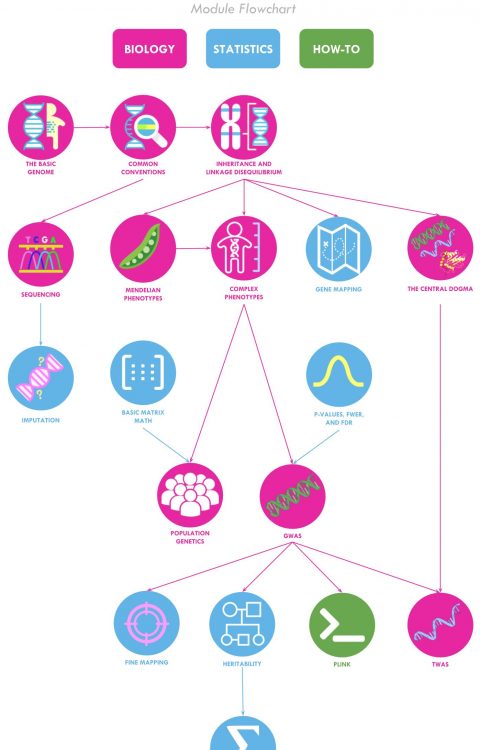 Module Flowchart
BIOLOGY
STATISTICS
HOW-TO
THE BASIC
GENOME
COMMON
CONVENTIONS
INHERITANCE AND
LINKAGE DISEQUILIBRIUM
TCGA
SEQUENCING
MENDELIAN
PHENOTYPES
COMPLEX
PHENOTYPES
GENE MAPPING
THE CENTRAL DOGMA
?
?
IMPUTATION
BASIC MATRIX
MATH
P-VALUES, FWER,
AND FDR
POPULATION
GENETICS
GWAS
FINE MAPPING
HERITABILITY
PLINK
TWAS
Σ